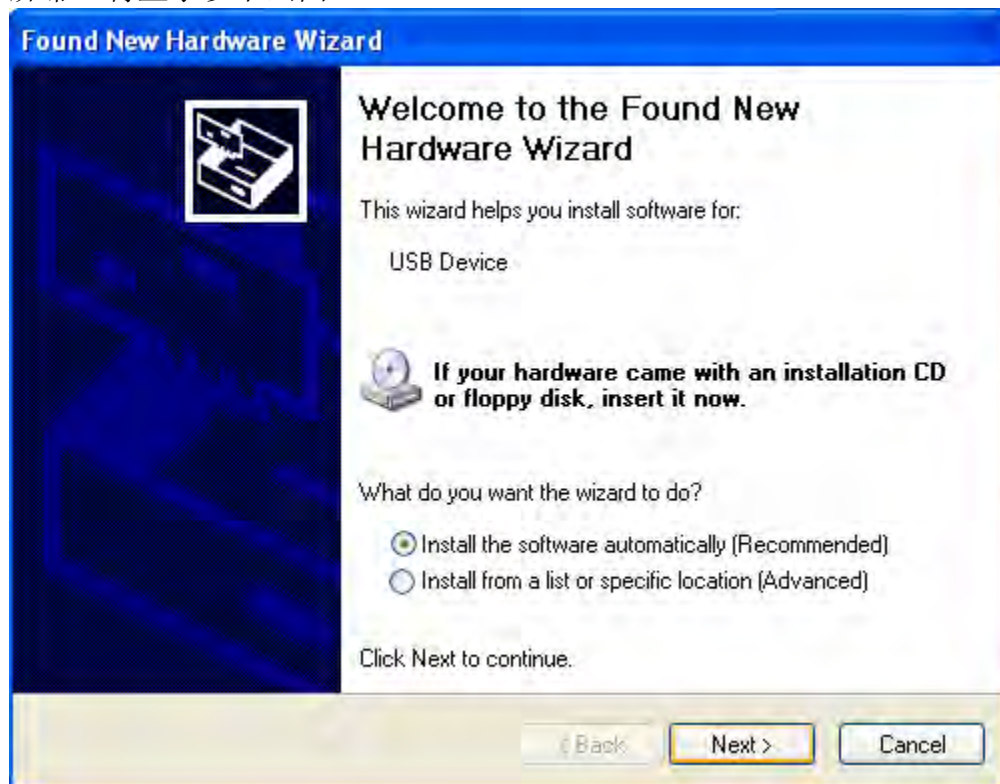 Found New Hardware Wizard
Welcome to the Found New
Hardware Wizard
This wizard helps you install software for:
USB Device
If your hardware came with an installation CD
or floppy disk, insert it now.
What do you want the wizard to do?
Install the software automatically (Recommended)
Install from a list or specific location (Advanced)
Click Next to continue.
< Back
Next >
Cancel